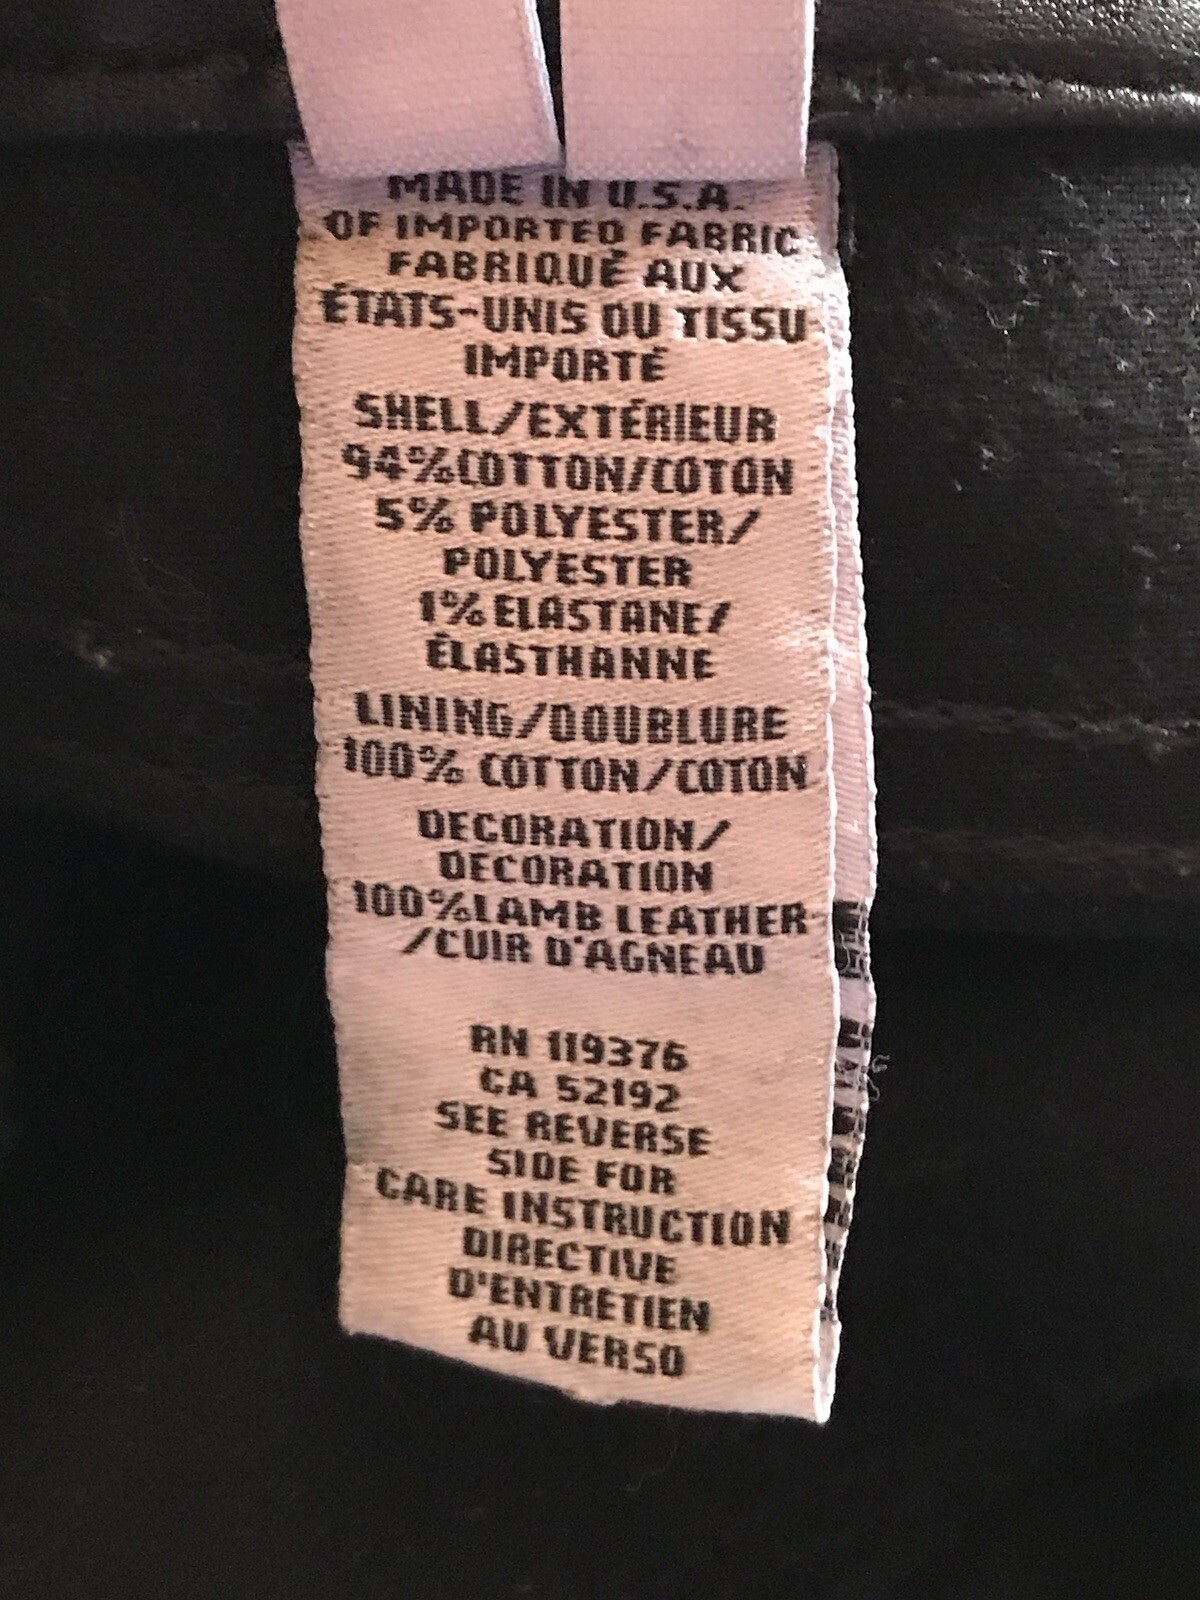 MADE IN U.S.A.
OF IMPORTED FABRIC
FABRIQUÉ AUX
ÉTATS-UNIS OU TISSU
IMPORTÉ
SHELL/EXTÉRIEUR
94% COTTON/COTON
5% POLYESTER/
POLYESTER
1% ELASTANE/
ÉLASTHANNE
LINING/DOUBLURE
100% COTTON/COTON
DECORATION/
DECORATION
100% LAMB LEATHER
/CUIR D'AGNEAU
RN 119376
CA 52192
SEE REVERSE
SIDE FOR
CARE INSTRUCTION
DIRECTIVE
D'ENTRETIEN
AU VERSO